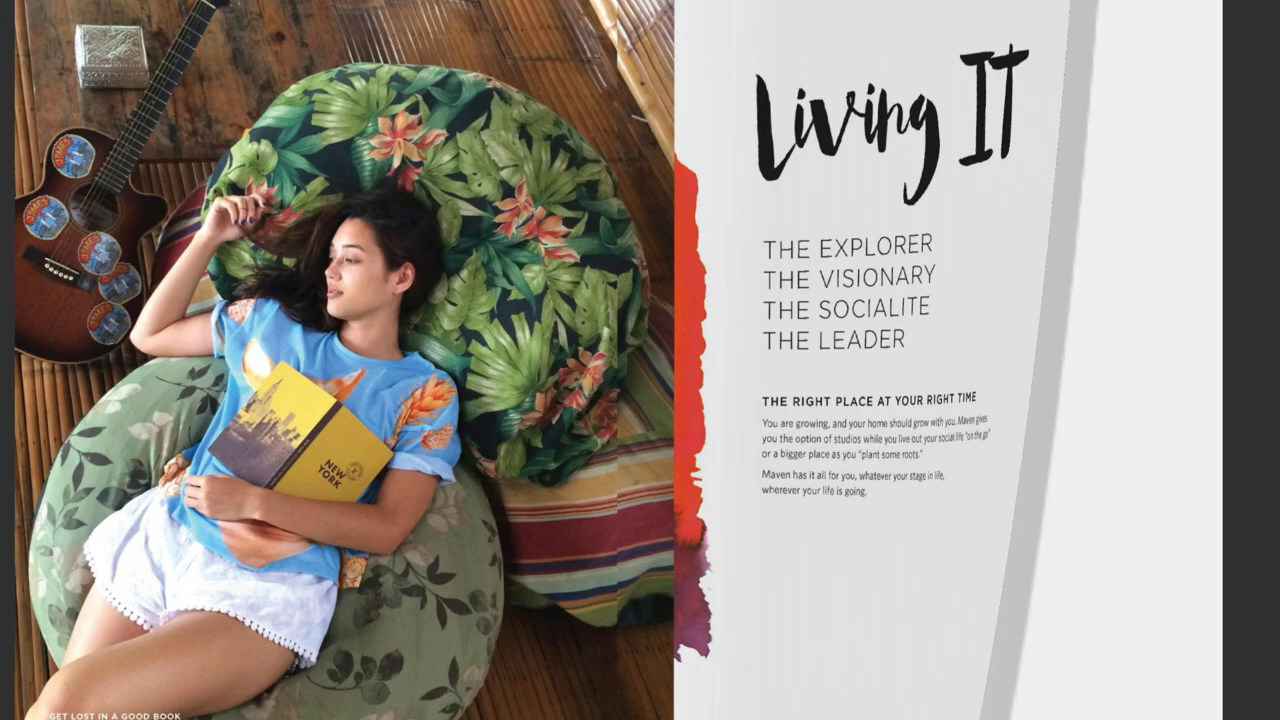 NEW
YORK
GET LOST IN A GOOD BOOK
Living IT
THE EXPLORER
THE VISIONARY
THE SOCIALITE
THE LEADER
THE RIGHT PLACE AT YOUR RIGHT TIME
You are growing, and your home should grow with you. Maven gives
you the option of studios while you live out your social life "on the go"
or a bigger place as you "plant some roots."
Maven has it all for you, whatever your stage in life,
wherever your life is going.